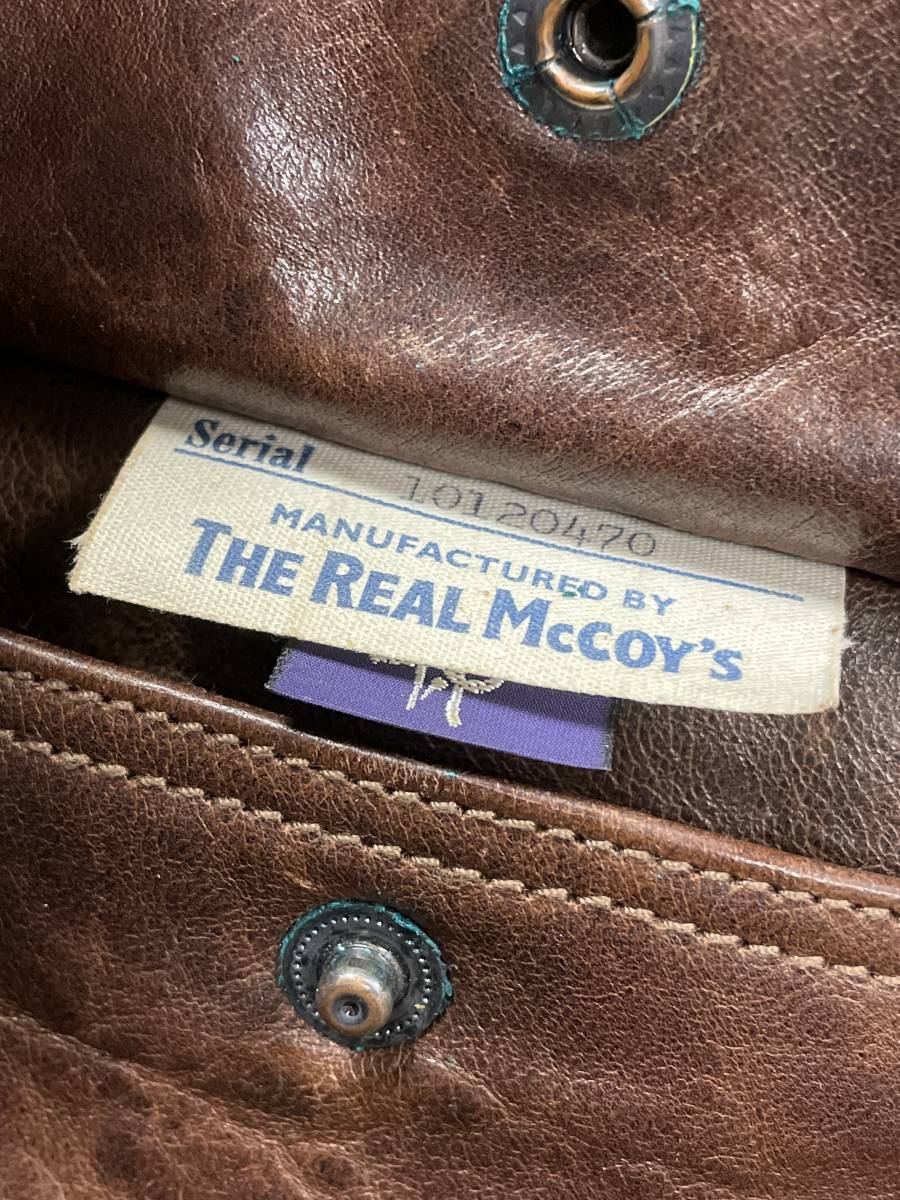 Serial
10120470
MANUFACTURED BY
THE REAL McCOY'S